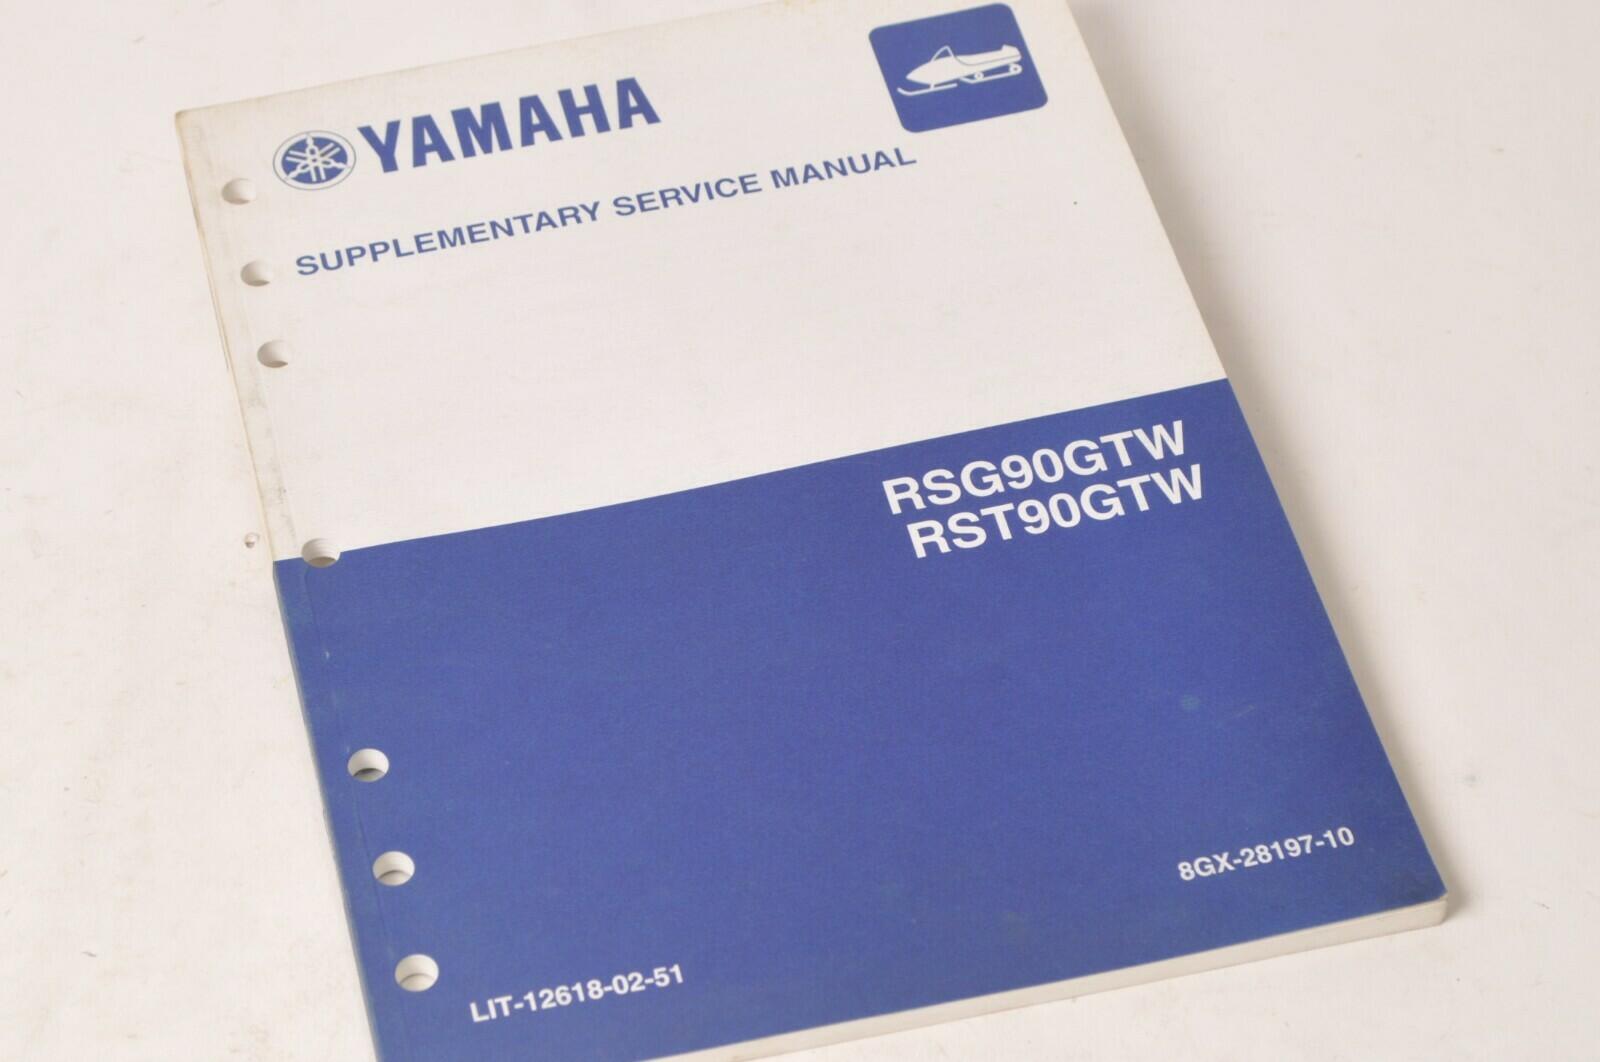 YAMAHA
SUPPLEMENTARY SERVICE MANUAL
RSG90GTW
RST90GTW
8GX-28197-10
LIT-12618-02-51